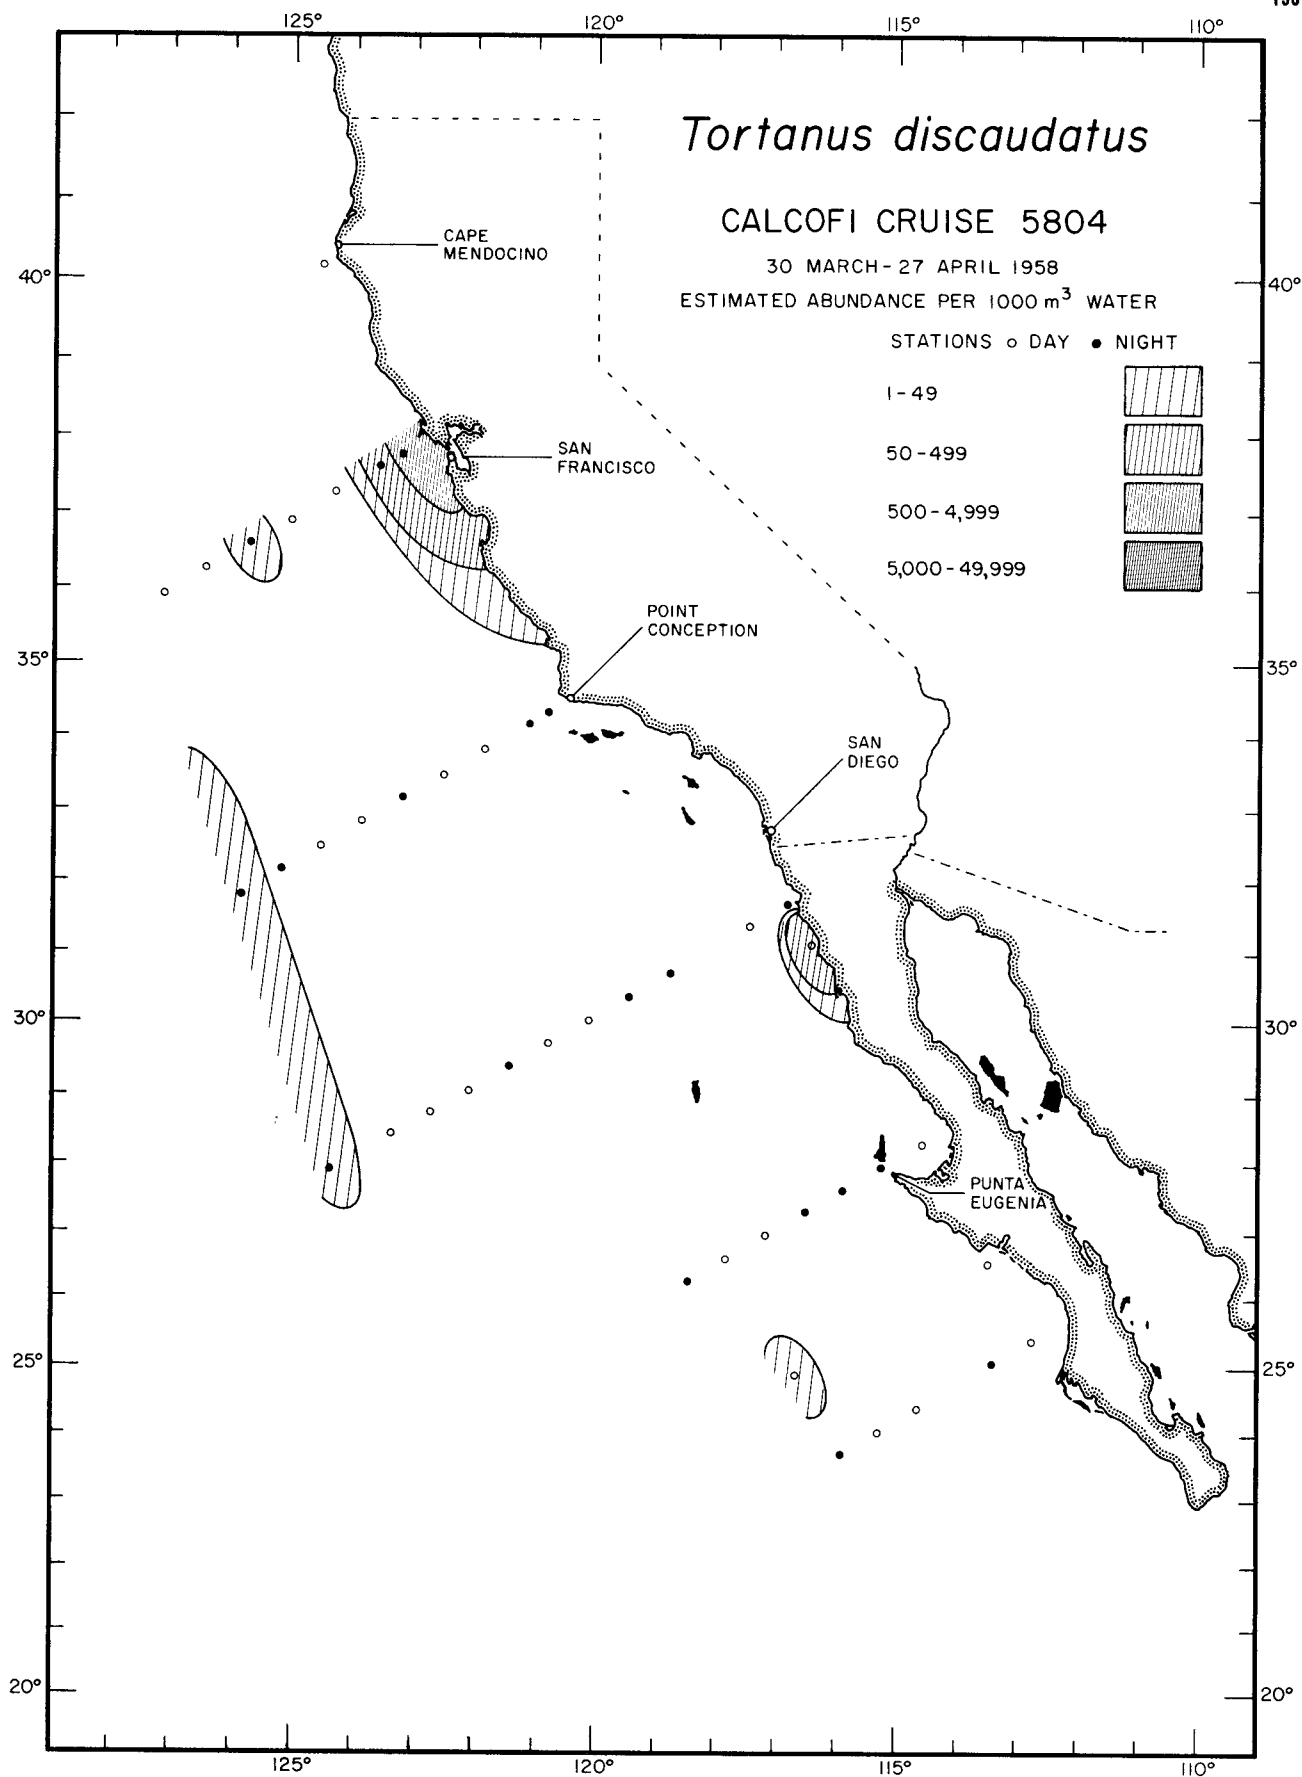 125° 120° 115° 110°
Tortanus discaudatus
CALCOFI CRUISE 5804
30 MARCH - 27 APRIL 1958
ESTIMATED ABUNDANCE PER 1000 m³ WATER
STATIONS o DAY ● NIGHT
1 - 49
50 - 499
500 - 4,999
5,000 - 49,999
CAPE
MENDOCINO
40° 40°
SAN
FRANCISCO
POINT
CONCEPTION
35° 35°
SAN
DIEGO
30° 30°
PUNTA
EUGENIA
25° 25°
20° 20°
125° 120° 115° 110°